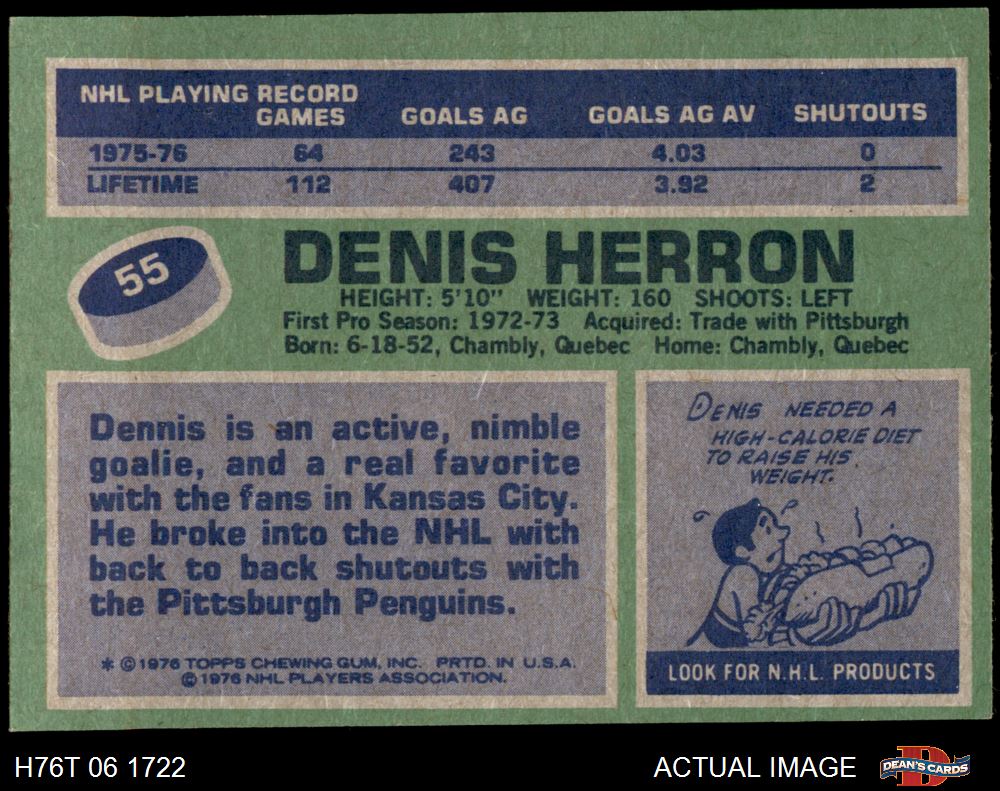 NHL PLAYING RECORD
GAMES GOALS AG GOALS AG AV SHUTOUTS
1975-76 64 243 4.03 0
LIFETIME 112 407 3.92 2
55
DENIS HERRON
HEIGHT: 5'10" WEIGHT: 160 SHOOTS: LEFT
First Pro Season: 1972-73 Acquired: Trade with Pittsburgh
Born: 6-18-52, Chambly, Quebec Home: Chambly, Quebec
Dennis is an active, nimble
goalie, and a real favorite
with the fans in Kansas City.
He broke into the NHL with
back to back shutouts with
the Pittsburgh Penguins.
* © 1976 TOPPS CHEWING GUM, INC. PRTD. IN U.S.A.
© 1976 NHL PLAYERS ASSOCIATION.
DENIS NEEDED A
HIGH-CALORIE DIET
TO RAISE HIS
WEIGHT.
LOOK FOR N.H.L. PRODUCTS
H76T 06 1722
ACTUAL IMAGE
D
DEAN'S CARDS